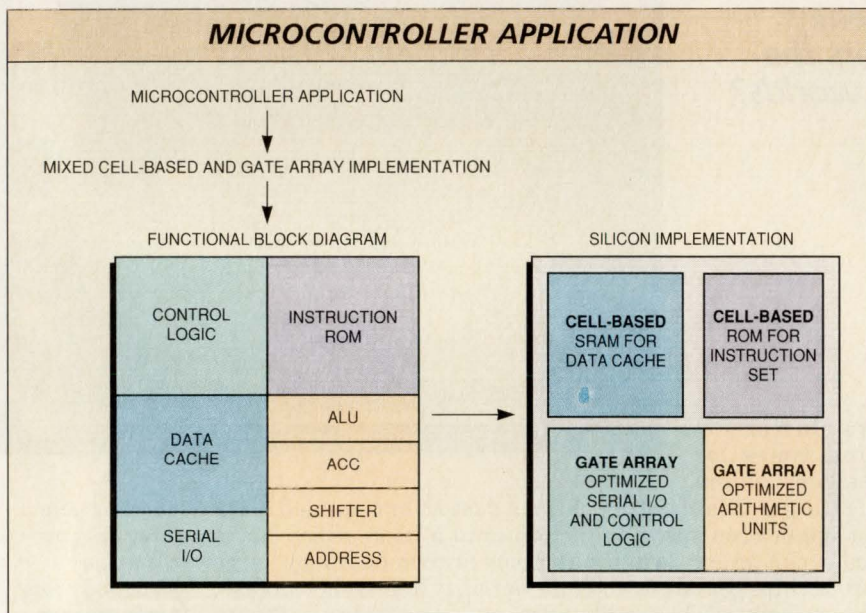 MICROCONTROLLER APPLICATION
MICROCONTROLLER APPLICATION
MIXED CELL-BASED AND GATE ARRAY IMPLEMENTATION
FUNCTIONAL BLOCK DIAGRAM
CONTROL
LOGIC
INSTRUCTION
ROM
DATA
CACHE
ALU
ACC
SHIFTER
SERIAL
I/O
ADDRESS
SILICON IMPLEMENTATION
CELL-BASED
SRAM FOR
DATA CACHE
CELL-BASED
ROM FOR
INSTRUCTION
SET
GATE ARRAY
OPTIMIZED
SERIAL I/O
AND CONTROL
LOGIC
GATE ARRAY
OPTIMIZED
ARITHMETIC
UNITS